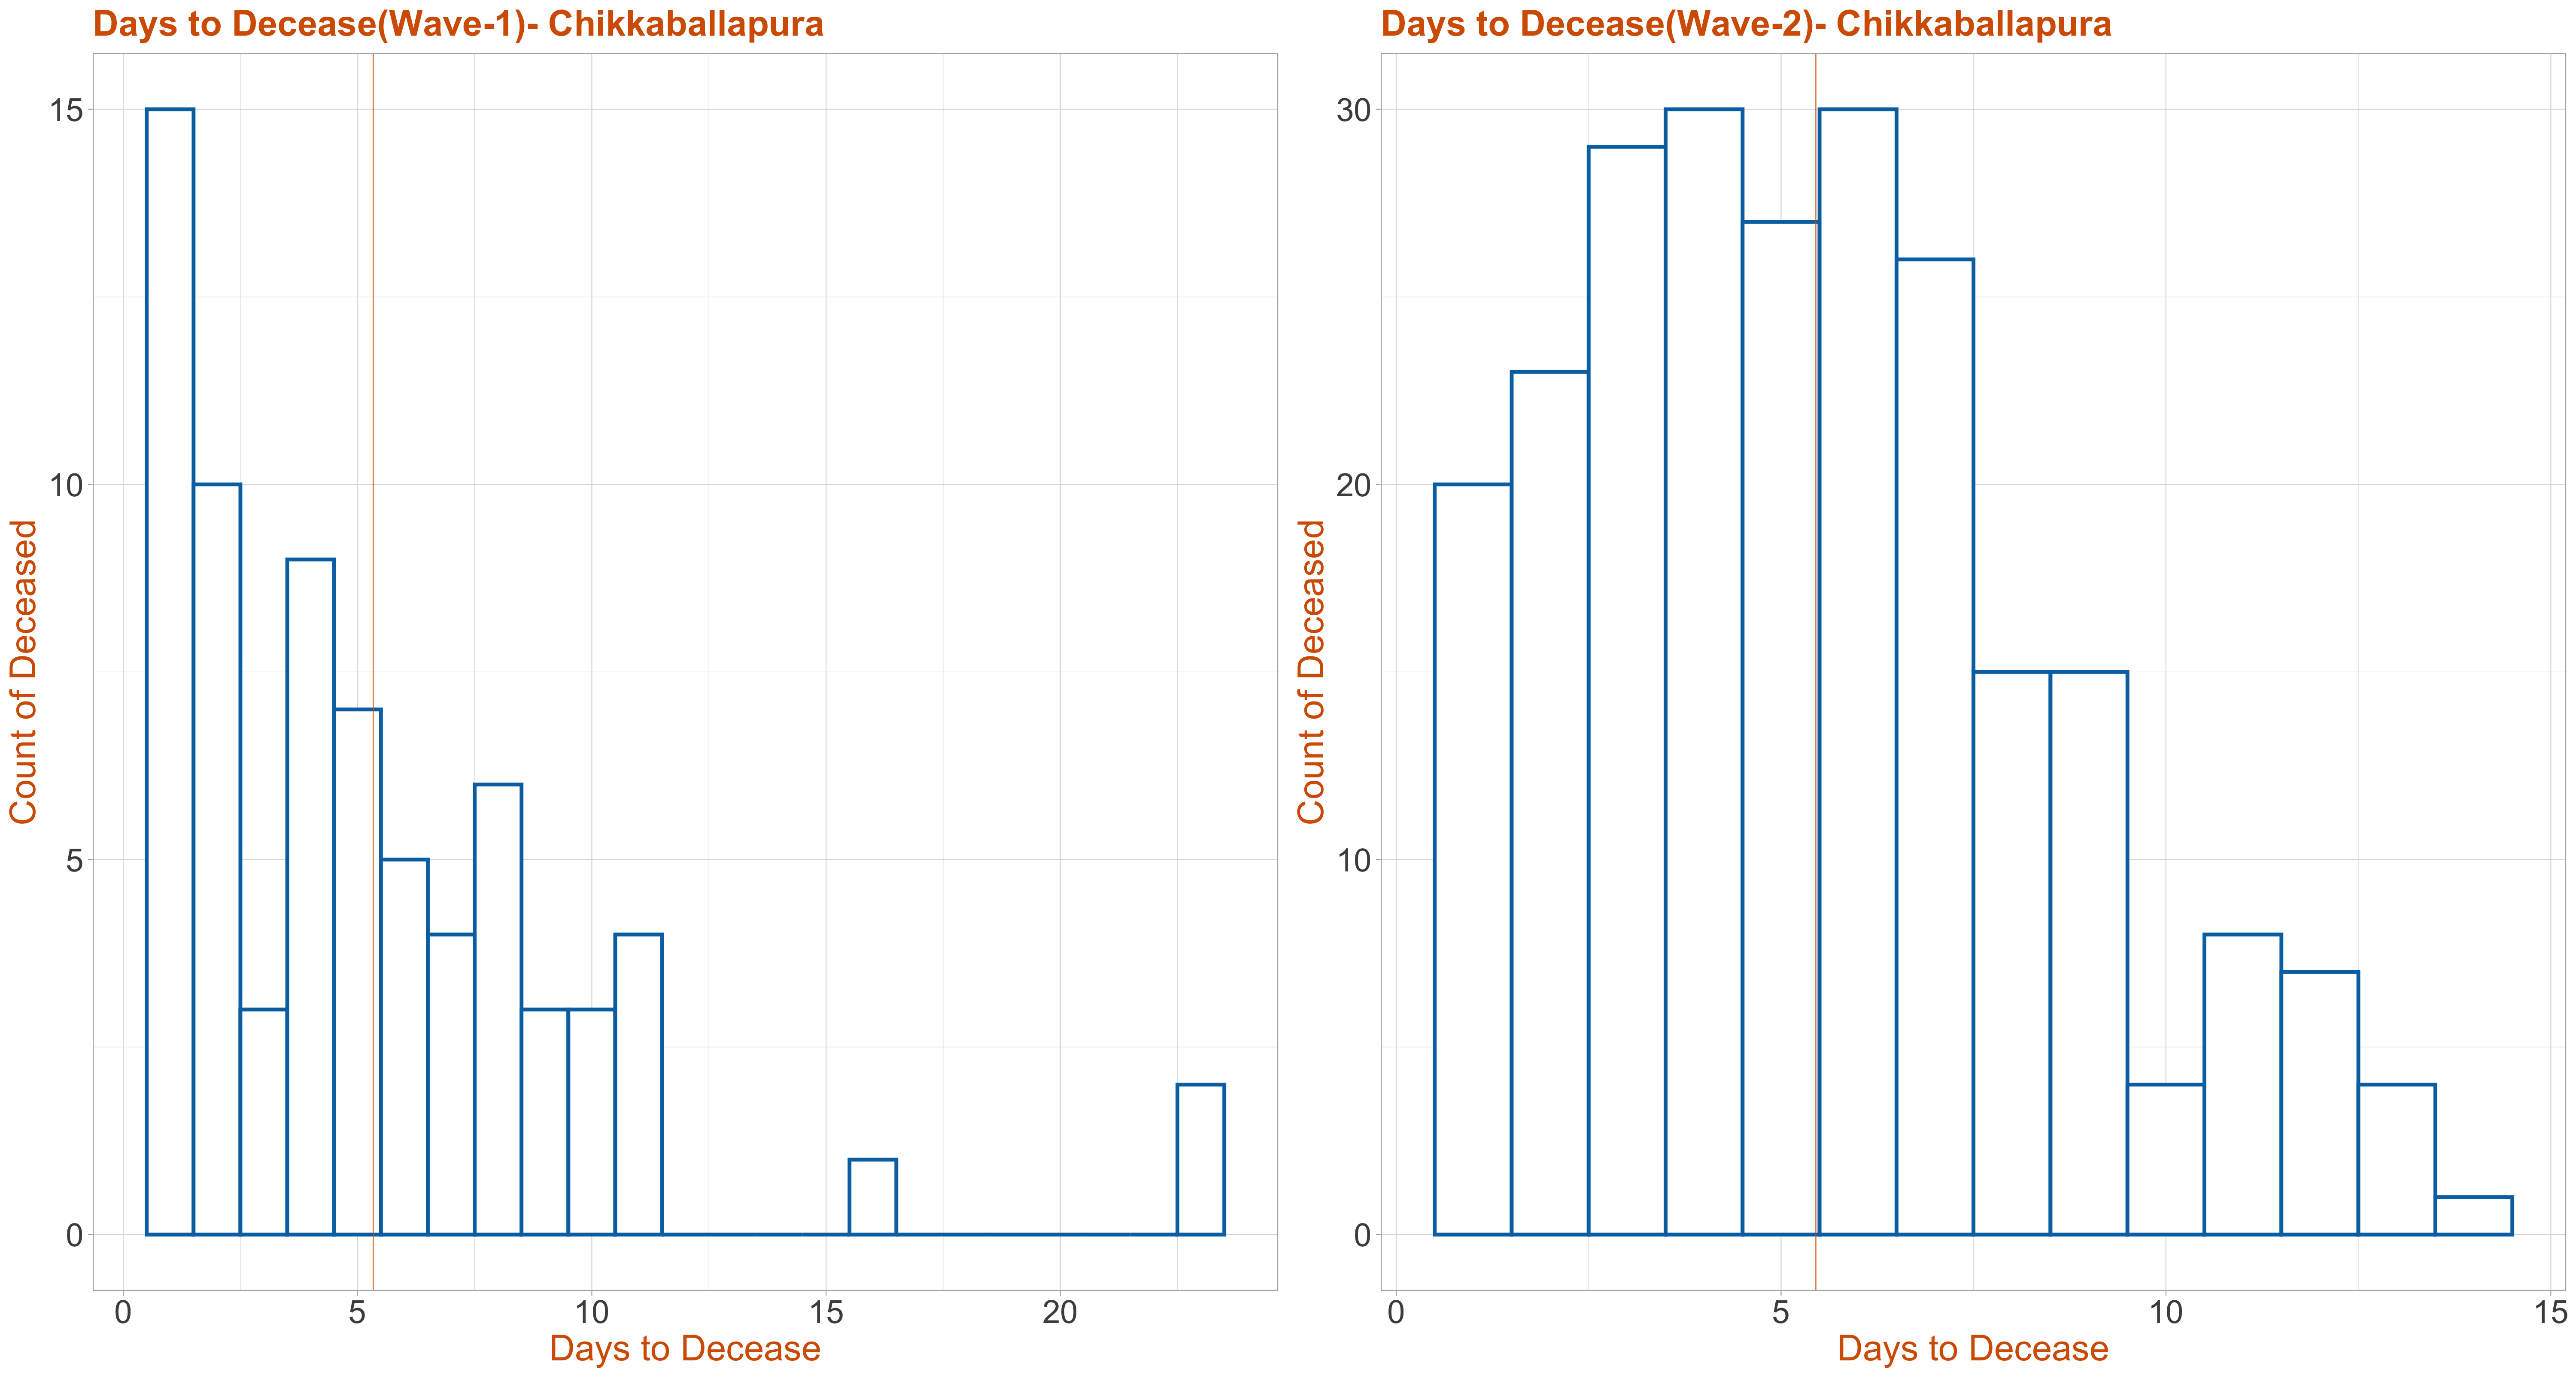 Days to Decease(Wave-1)- Chikkaballapura
Count of Deceased
15
10
5
0
0 5 10 15 20
Days to Decease
Days to Decease(Wave-2)- Chikkaballapura
Count of Deceased
30
20
10
0
0 5 10 15
Days to Decease